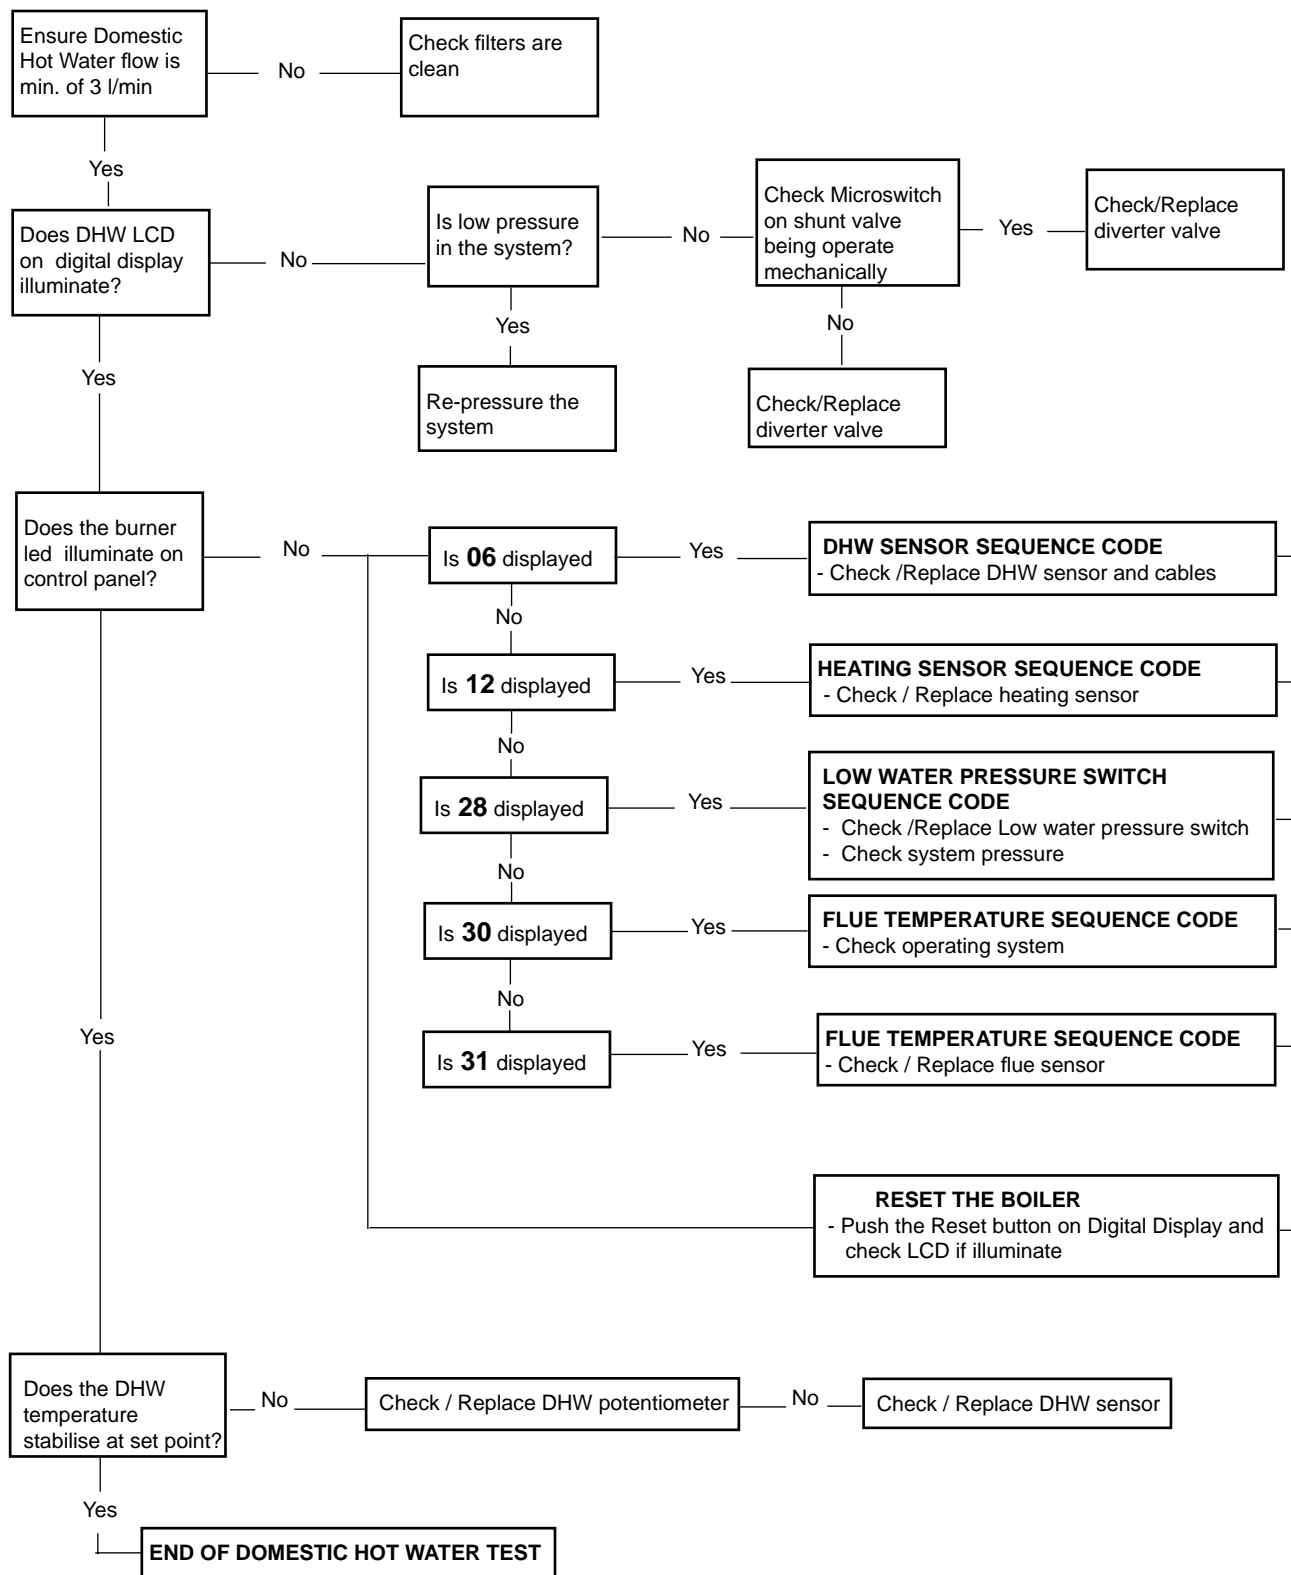 Ensure Domestic
Hot Water flow is
min. of 3 l/min
No
Check filters are
clean
Yes
Does DHW LCD
on digital display
illuminate?
No
Is low pressure
in the system?
No
Check Microswitch
on shunt valve
being operate
mechanically
Yes
Check/Replace
diverter valve
Yes
Re-pressure the
system
No
Check/Replace
diverter valve
Yes
Does the burner
led illuminate on
control panel?
No
Is 06 displayed
Yes
DHW SENSOR SEQUENCE CODE
- Check /Replace DHW sensor and cables
No
Is 12 displayed
Yes
HEATING SENSOR SEQUENCE CODE
- Check / Replace heating sensor
No
Is 28 displayed
Yes
LOW WATER PRESSURE SWITCH
SEQUENCE CODE
- Check /Replace Low water pressure switch
- Check system pressure
No
Is 30 displayed
Yes
FLUE TEMPERATURE SEQUENCE CODE
- Check operating system
No
Is 31 displayed
Yes
FLUE TEMPERATURE SEQUENCE CODE
- Check / Replace flue sensor
RESET THE BOILER
- Push the Reset button on Digital Display and
check LCD if illuminate
Yes
Does the DHW
temperature
stabilise at set point?
No
Check / Replace DHW potentiometer
No
Check / Replace DHW sensor
Yes
END OF DOMESTIC HOT WATER TEST